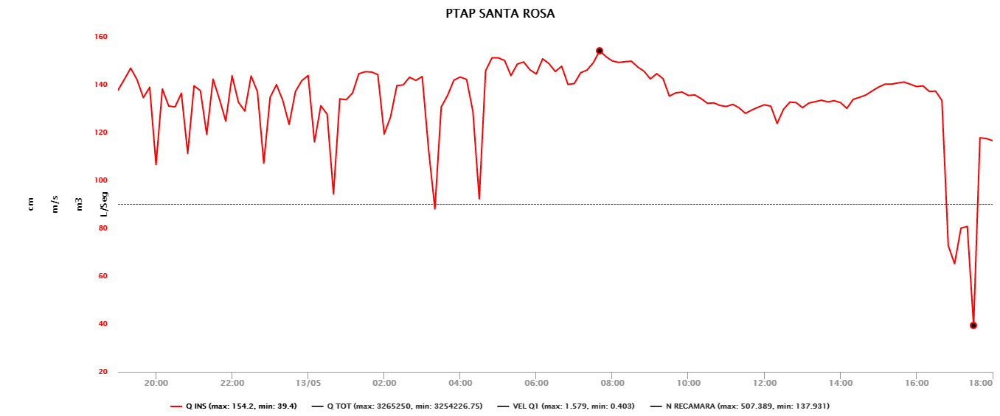 PTAP SANTA ROSA
160
140
120
100
80
60
40
20
cm
m/s
m3
L/Seg
20:00 22:00 13/05 02:00 04:00 06:00 08:00 10:00 12:00 14:00 16:00 18:00
Q INS (max: 154.2, min: 39.4) Q TOT (max: 3265250, min: 3254226.75) VEL Q1 (max: 1.579, min: 0.403) N RECAMARA (max: 507.389, min: 137.931)